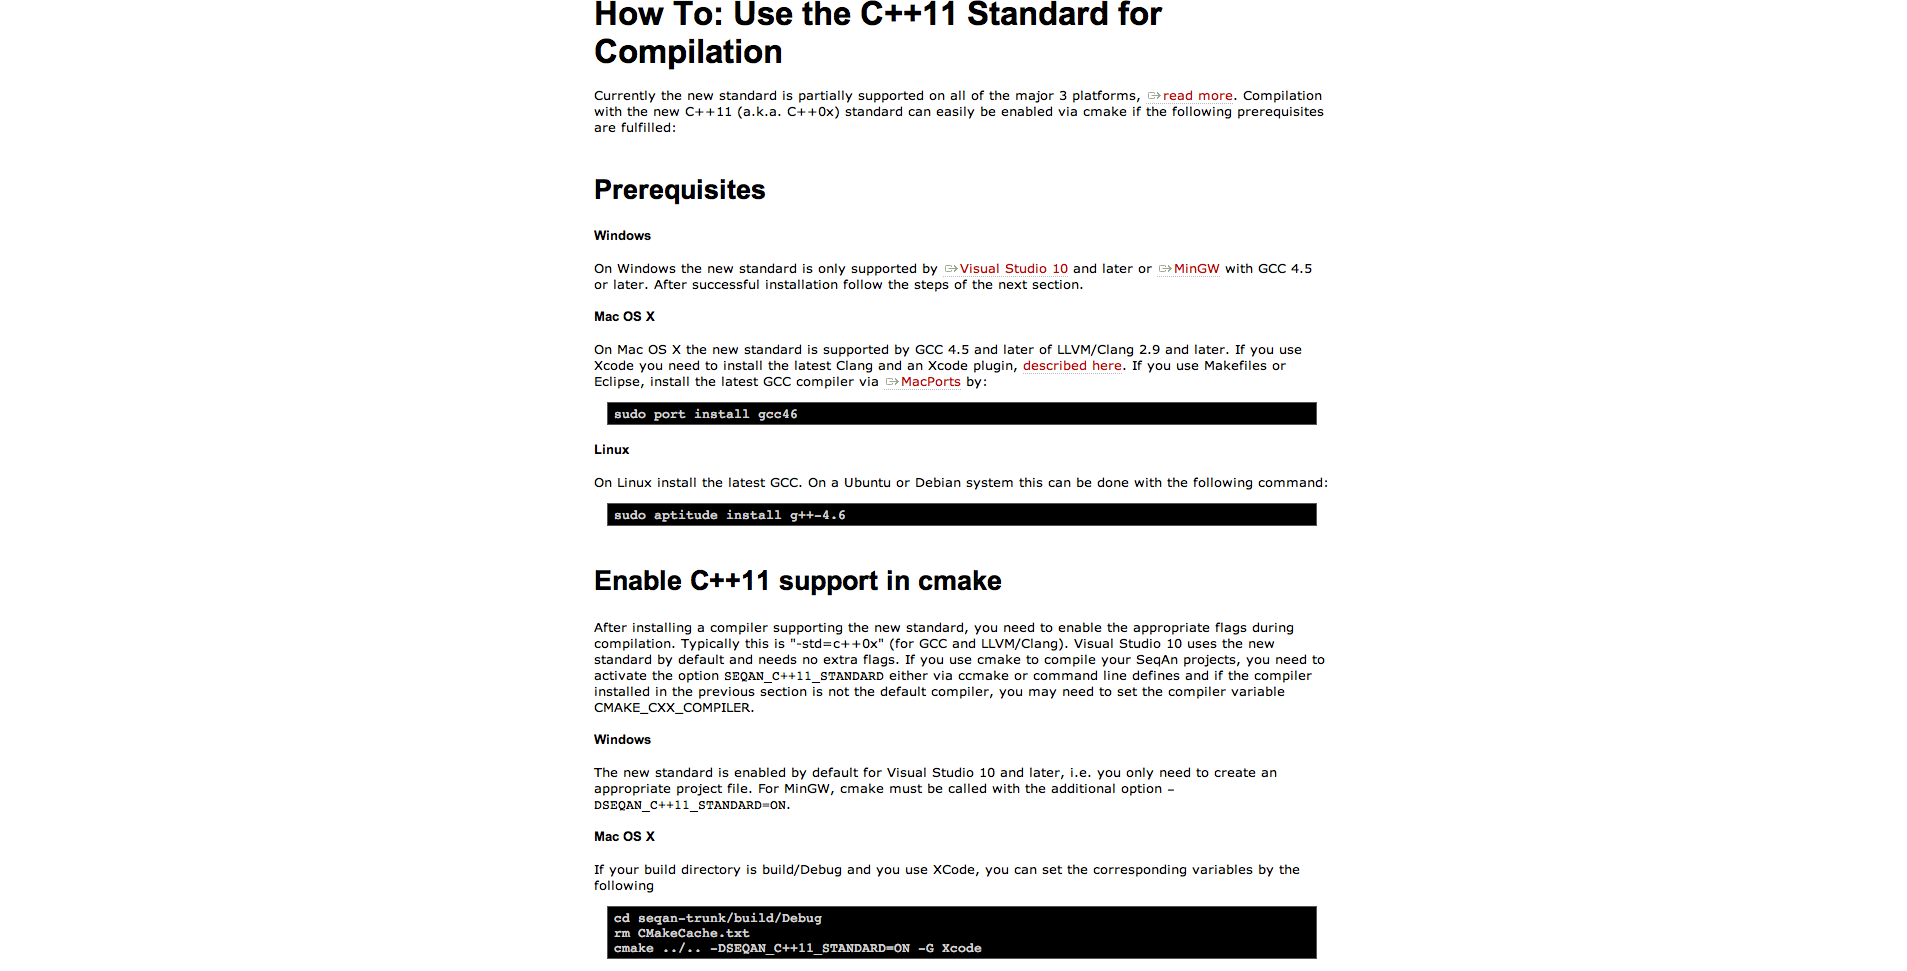 How To: Use the C++11 Standard for
Compilation
Currently the new standard is partially supported on all of the major 3 platforms, read more. Compilation
with the new C++11 (a.k.a. C++0x) standard can easily be enabled via cmake if the following prerequisites
are fulfilled:
Prerequisites
Windows
On Windows the new standard is only supported by Visual Studio 10 and later or MinGW with GCC 4.5
or later. After successful installation follow the steps of the next section.
Mac OS X
On Mac OS X the new standard is supported by GCC 4.5 and later of LLVM/Clang 2.9 and later. If you use
Xcode you need to install the latest Clang and an Xcode plugin, described here. If you use Makefiles or
Eclipse, install the latest GCC compiler via MacPorts by:
sudo port install gcc46
Linux
On Linux install the latest GCC. On a Ubuntu or Debian system this can be done with the following command:
sudo aptitude install g++-4.6
Enable C++11 support in cmake
After installing a compiler supporting the new standard, you need to enable the appropriate flags during
compilation. Typically this is "-std=c++0x" (for GCC and LLVM/Clang). Visual Studio 10 uses the new
standard by default and needs no extra flags. If you use cmake to compile your SeqAn projects, you need to
activate the option SEQAN_C++11_STANDARD either via ccmake or command line defines and if the compiler
installed in the previous section is not the default compiler, you may need to set the compiler variable
CMAKE_CXX_COMPILER.
Windows
The new standard is enabled by default for Visual Studio 10 and later, i.e. you only need to create an
appropriate project file. For MinGW, cmake must be called with the additional option –
DSEQAN_C++11_STANDARD=ON.
Mac OS X
If your build directory is build/Debug and you use XCode, you can set the corresponding variables by the
following
cd seqan-trunk/build/Debug
rm CMakeCache.txt
cmake ../.. -DSEQAN_C++11_STANDARD=ON -G Xcode